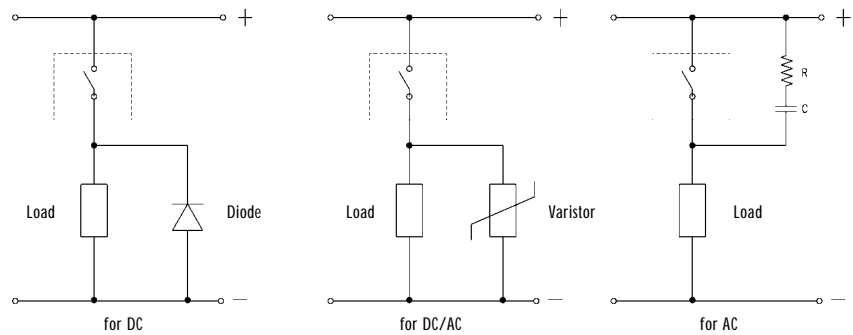 +
+
+
R
C
Load
Diode
Load
Varistor
Load
−
−
−
for DC
for DC/AC
for AC